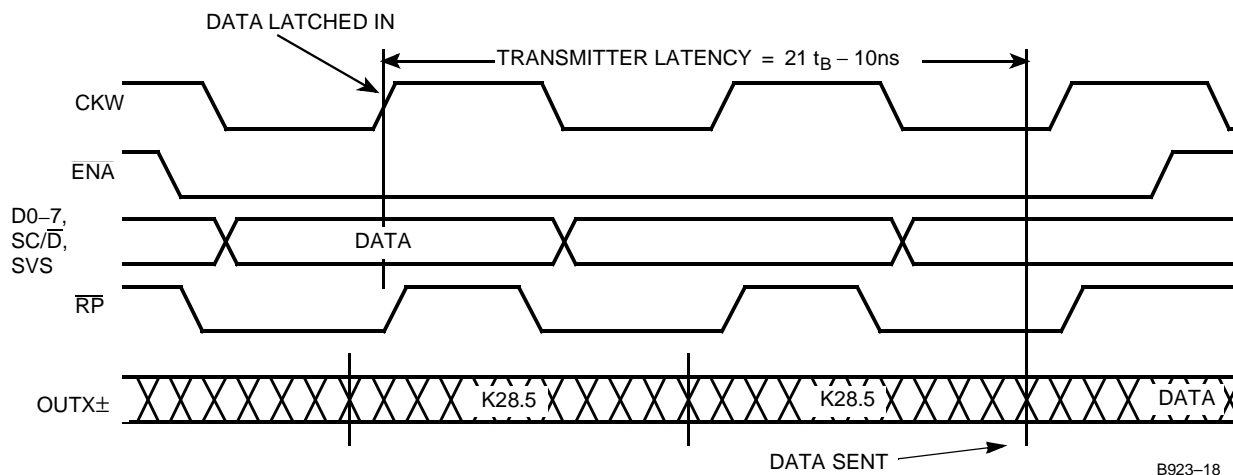 DATA LATCHED IN
TRANSMITTER LATENCY = 21 tB – 10ns
CKW
ENA
D0–7,
SC/D,
SVS
DATA
RP
OUTX±
K28.5
K28.5
DATA
DATA SENT
B923–18